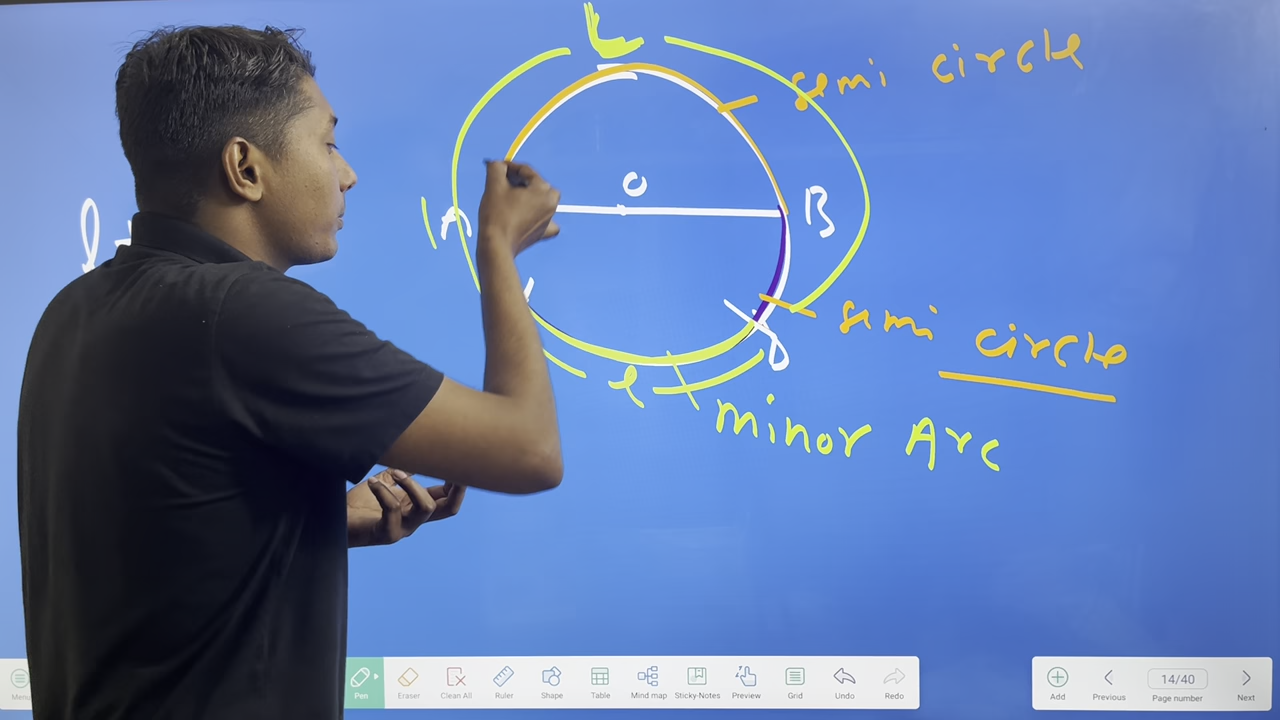 L
semi circle
O
A
B
semi circle
D
l
minor Arc
l
Menu
Pen
Eraser
Clean All
Ruler
Shape
Table
Mind map
Sticky-Notes
Preview
Grid
Undo
Redo
Add
Previous
14/40
Page number
Next